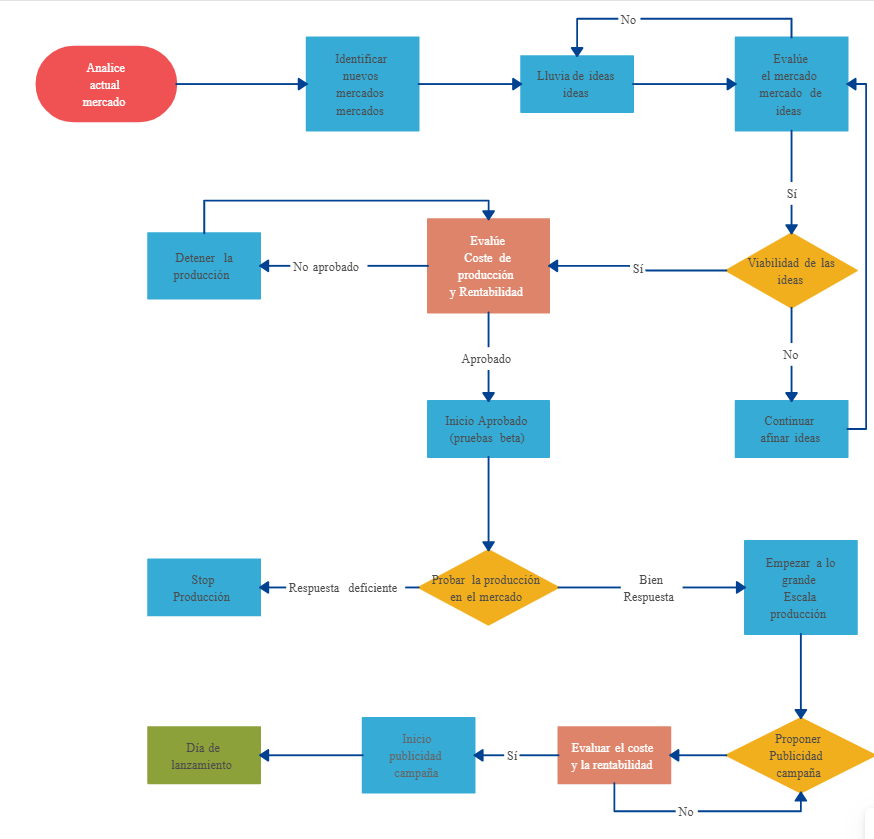 No
Analice
actual
mercado
Identificar
nuevos
mercados
mercados
Lluvia de ideas
ideas
Evalúe
el mercado
mercado de
ideas
Sí
Detener la
producción
No aprobado
Evalúe
Coste de
producción
y Rentabilidad
Sí
Viabilidad de las
ideas
Aprobado
No
Inicio Aprobado
(pruebas beta)
Continuar
afinar ideas
Stop
Producción
Respuesta deficiente
Probar la producción
en el mercado
Bien
Respuesta
Empezar a lo
grande
Escala
producción
Día de
lanzamiento
Inicio
publicidad
campaña
Sí
Evaluar el coste
y la rentabilidad
Proponer
Publicidad
campaña
No